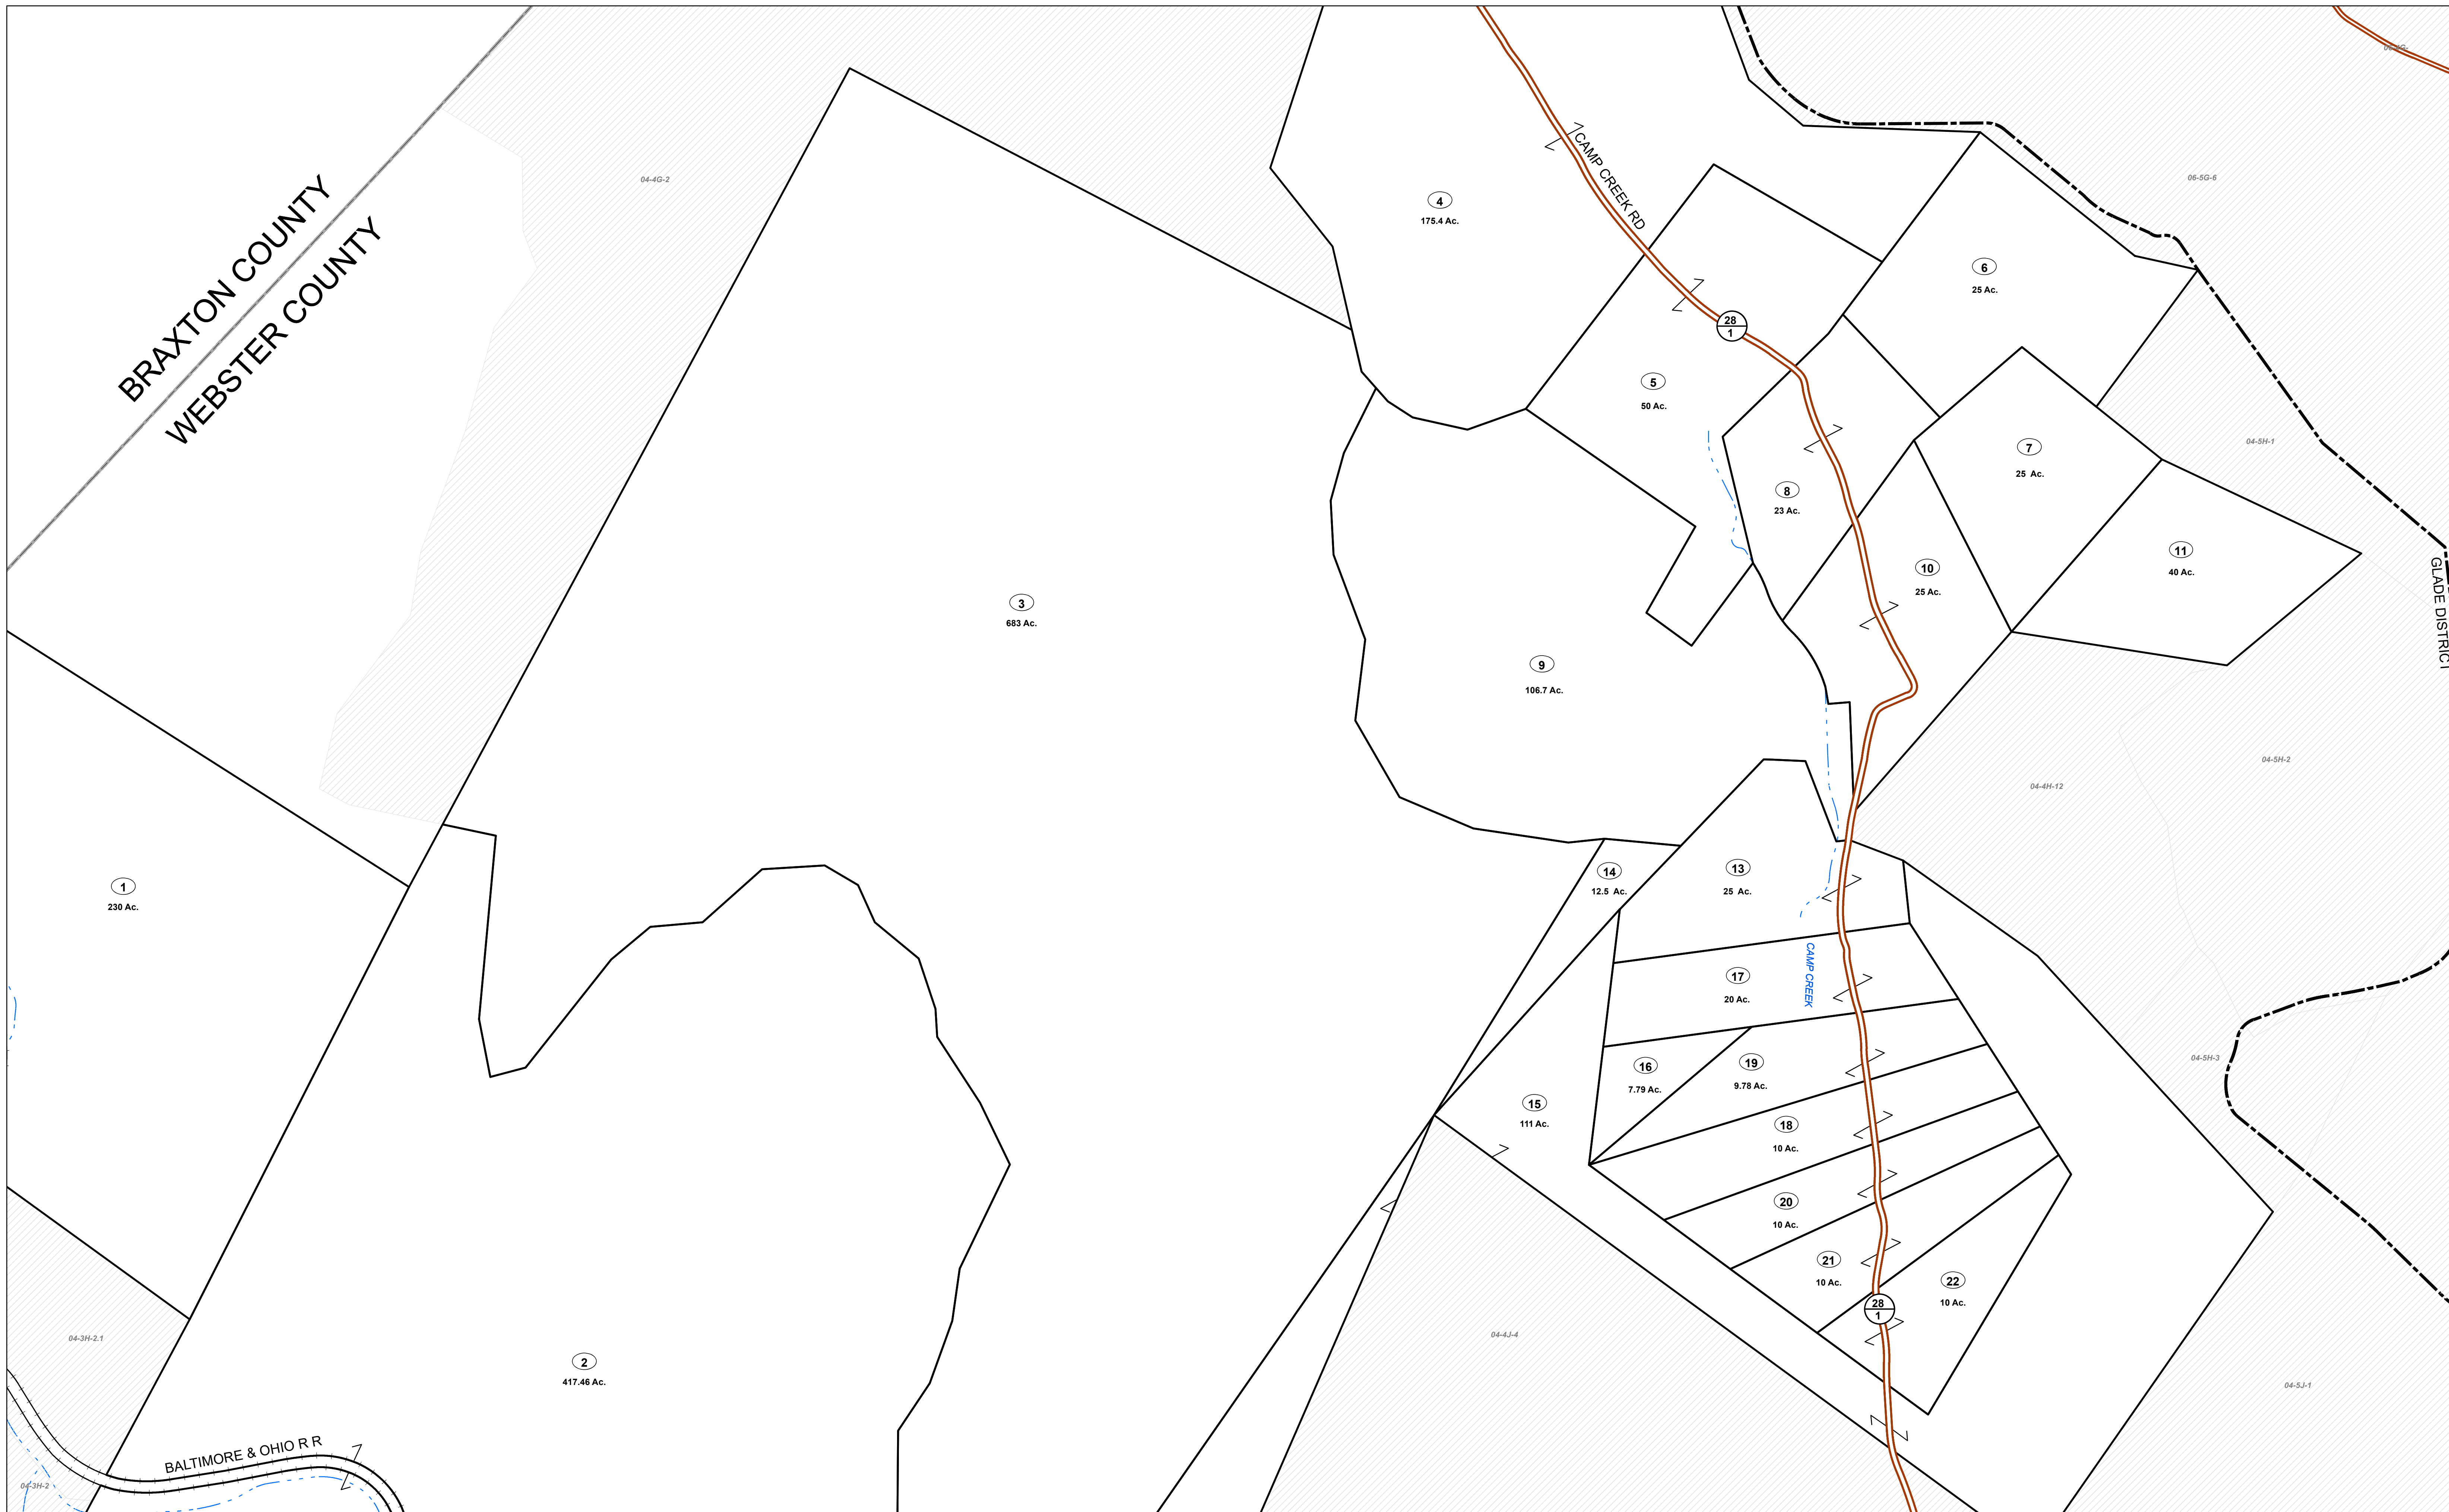 BRAXTON COUNTY
WEBSTER COUNTY
04-4G-2
4
175.4 Ac.
CAMP CREEK RD
06-5G-6
6
25 Ac.
28
1
5
50 Ac.
04-5H-1
7
25 Ac.
8
23 Ac.
11
40 Ac.
10
25 Ac.
GLADE DISTRICT
3
683 Ac.
9
106.7 Ac.
04-5H-2
04-4H-12
1
230 Ac.
14
12.5 Ac.
13
25 Ac.
CAMP CREEK
17
20 Ac.
16
7.79 Ac.
19
9.78 Ac.
04-5H-3
15
111 Ac.
18
10 Ac.
20
10 Ac.
21
10 Ac.
22
10 Ac.
28
1
04-3H-2.1
04-4J-4
2
417.46 Ac.
04-5J-1
BALTIMORE & OHIO R R
04-3H-2